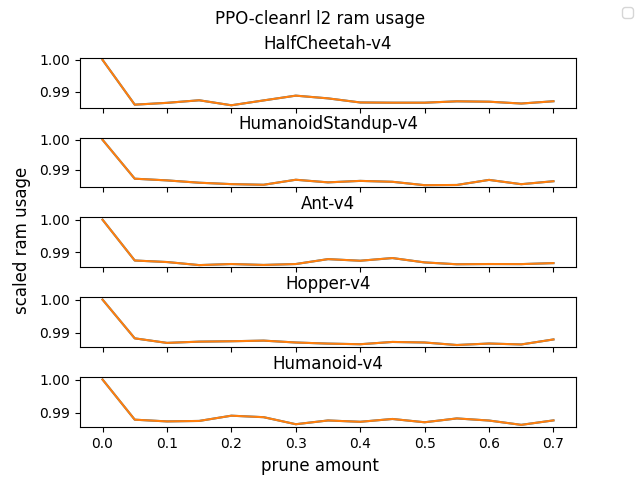 PPO-cleanrl l2 ram usage
HalfCheetah-v4
1.00
0.99
HumanoidStandup-v4
1.00
0.99
Ant-v4
1.00
0.99
Hopper-v4
1.00
0.99
Humanoid-v4
1.00
0.99
0.0 0.1 0.2 0.3 0.4 0.5 0.6 0.7
prune amount
scaled ram usage